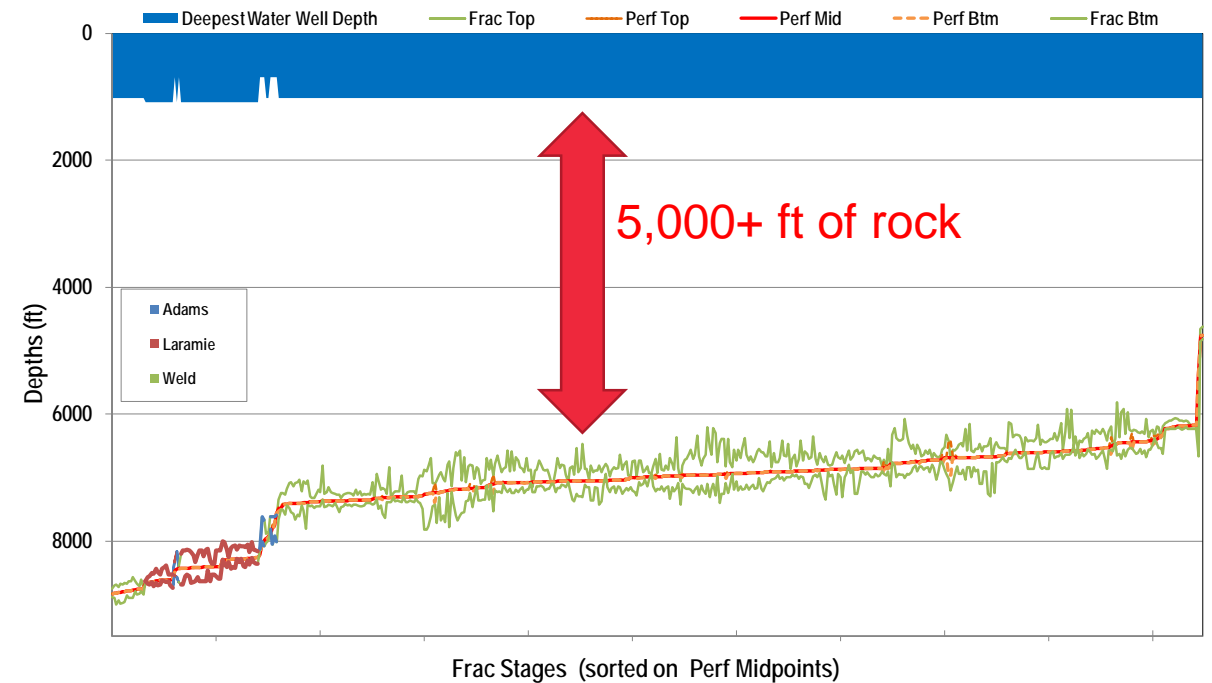 Deepest Water Well Depth Frac Top Perf Top Perf Mid Perf Btm Frac Btm
0
2000
5,000+ ft of rock
4000
Adams
Laramie
Weld
6000
8000
Depths (ft)
Frac Stages (sorted on Perf Midpoints)